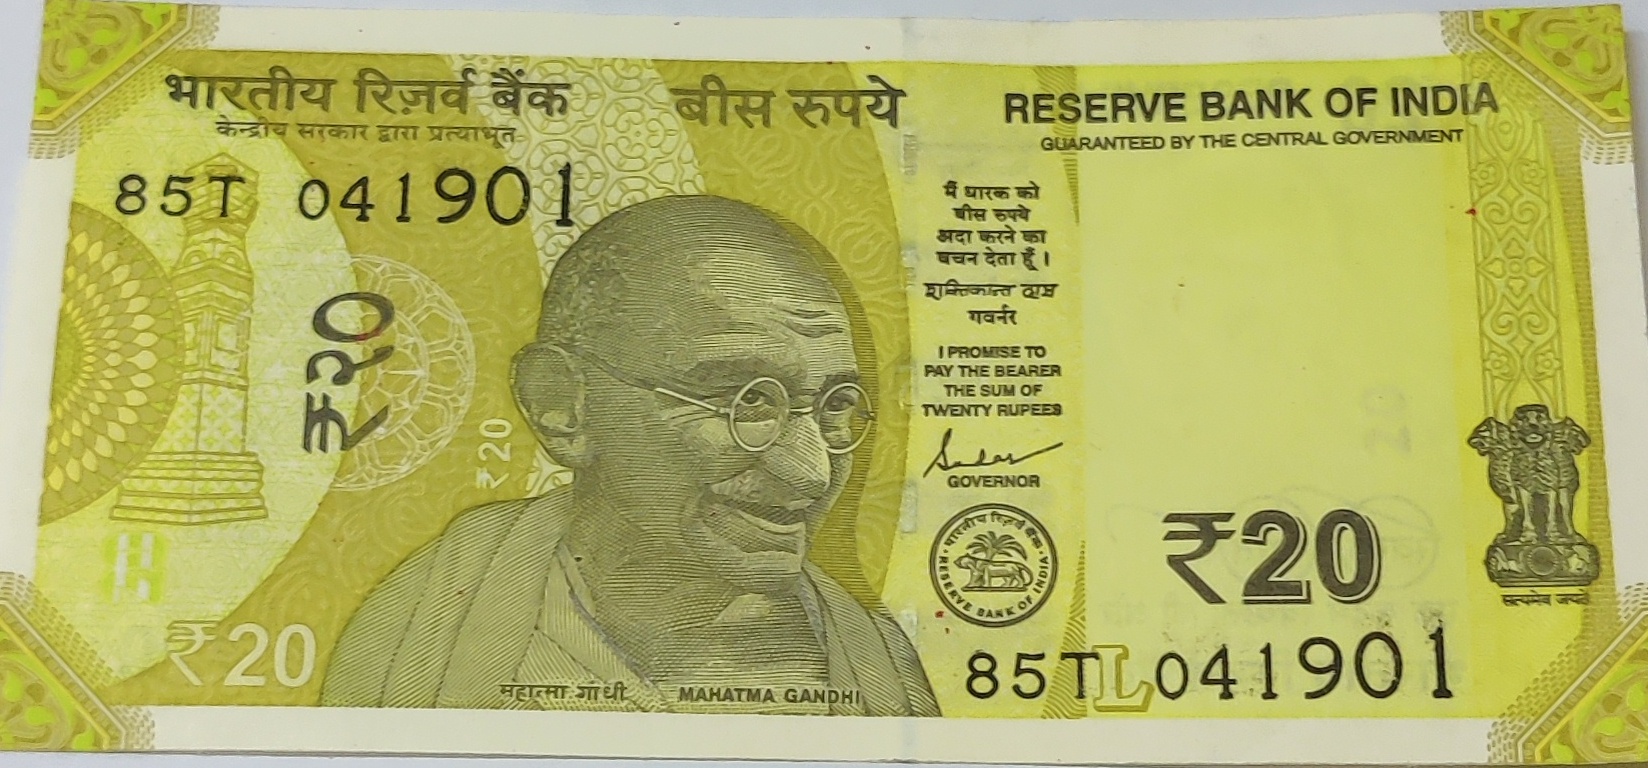 भारतीय रिज़र्व बैंक
केन्द्रीय सरकार द्वारा प्रत्याभूत
बीस रुपये
RESERVE BANK OF INDIA
GUARANTEED BY THE CENTRAL GOVERNMENT
85T 041901
₹२०
₹20
₹20
महात्मा गांधी MAHATMA GANDHI
मैं धारक को
बीस रुपये
अदा करने का
वचन देता हूँ।
शक्तिकान्त दास
गवर्नर
I PROMISE TO
PAY THE BEARER
THE SUM OF
TWENTY RUPEES
GOVERNOR
भारतीय रिज़र्व बैंक
RESERVE BANK OF INDIA
₹20
सत्यमेव जयते
85T L 041901